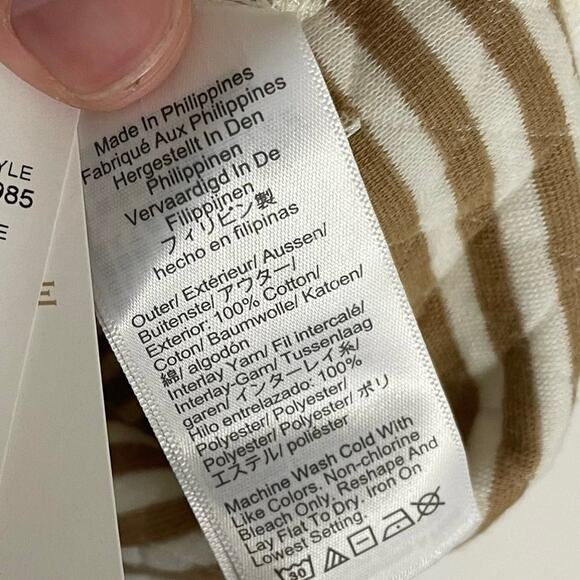 YLE
985
E
E
Made In Philippines
Fabriqué Aux Philippines
Hergestellt In Den
Philippinen
Vervaardigd In De
Filippijnen
フィリピン製
hecho en filipinas
Outer/ Extérieur/ Aussen/
Buitenste/ アウター/
Exterior: 100% Cotton/
Coton/ Baumwolle/ Katoen/
綿/ algodón
Interlay Yarn/ Fil intercalé/
Interlay-Garn/ Tussenlaag
garen/ インターレイ糸/
Hilo entrelazado: 100%
Polyester/ Polyester/
Polyester/ Polyester/ ポリ
エステル/ poliéster
Machine Wash Cold With
Like Colors. Non-chlorine
Bleach Only. Reshape And
Lay Flat To Dry. Iron On
Lowest Setting.
30